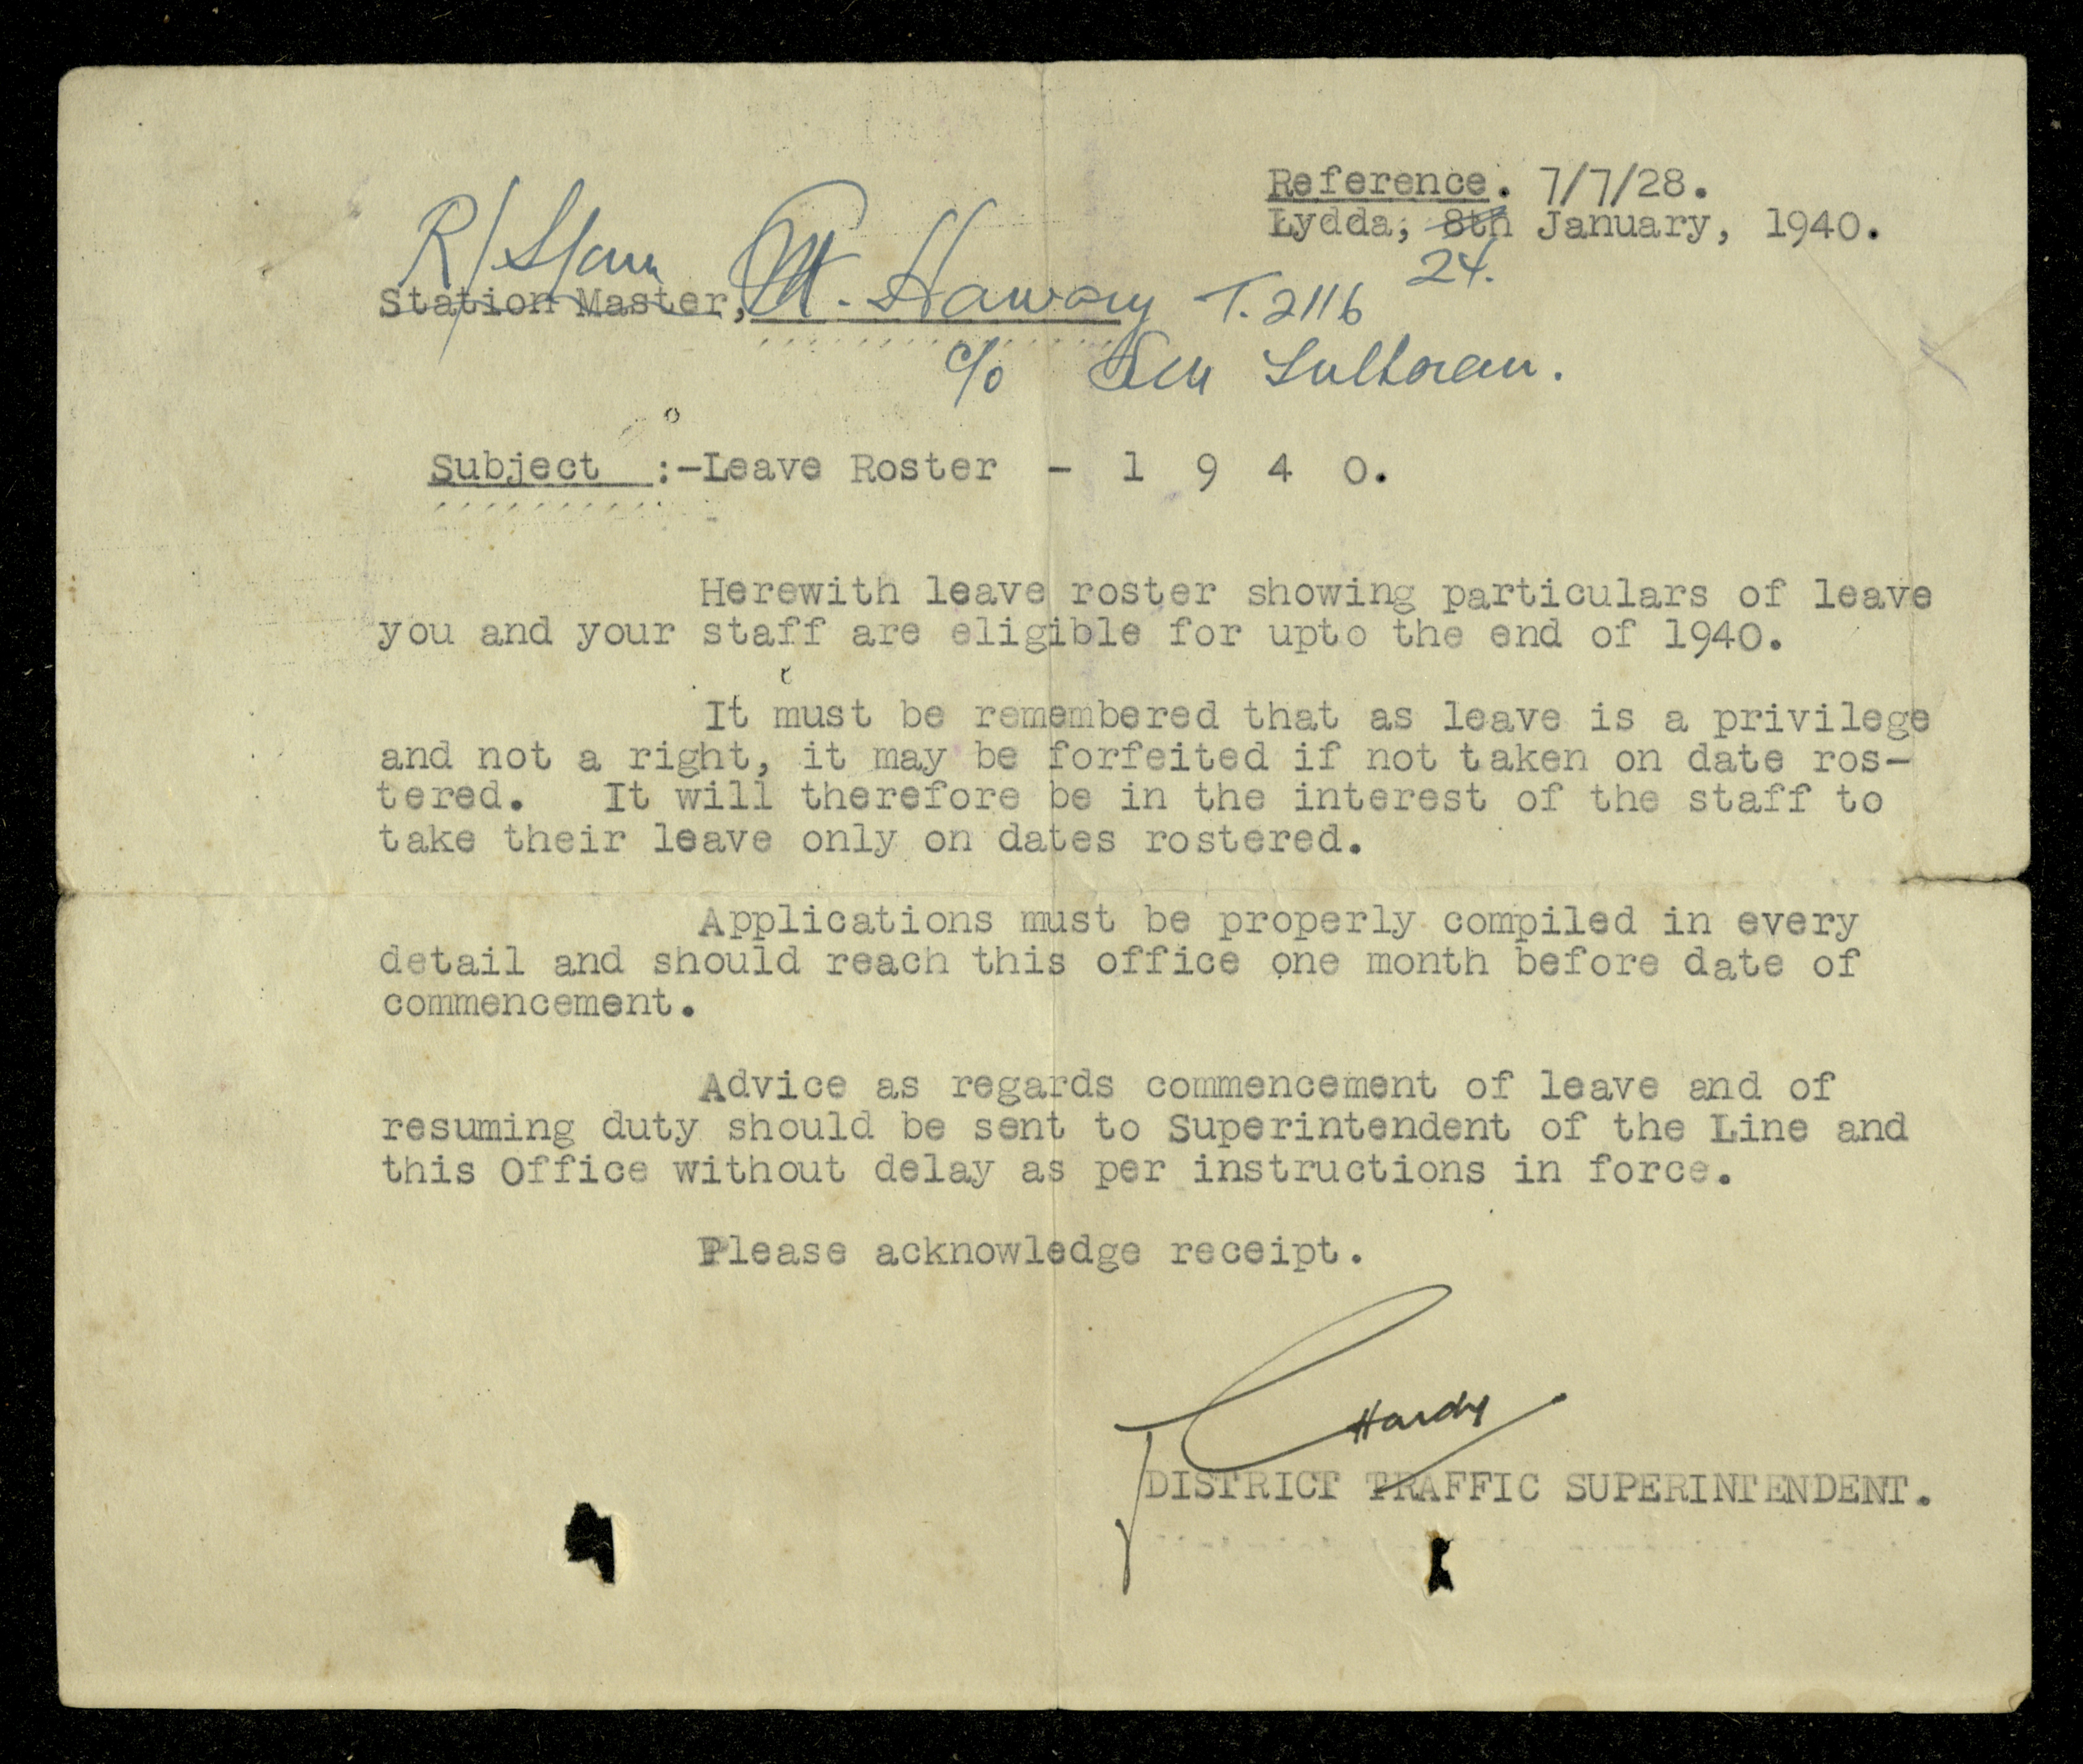 Reference. 7/7/28.
Lydda, 8th January, 1940.
24.
Station Master, Hawary T.2116
c/o
Subject :-Leave Roster - 1 9 4 0.
Herewith leave roster showing particulars of leave
you and your staff are eligible for upto the end of 1940.
It must be remembered that as leave is a privilege
and not a right, it may be forfeited if not taken on date ros-
tered. It will therefore be in the interest of the staff to
take their leave only on dates rostered.
Applications must be properly compiled in every
detail and should reach this office one month before date of
commencement.
Advice as regards commencement of leave and of
resuming duty should be sent to Superintendent of the Line and
this Office without delay as per instructions in force.
Please acknowledge receipt.
Hardy
DISTRICT TRAFFIC SUPERINTENDENT.